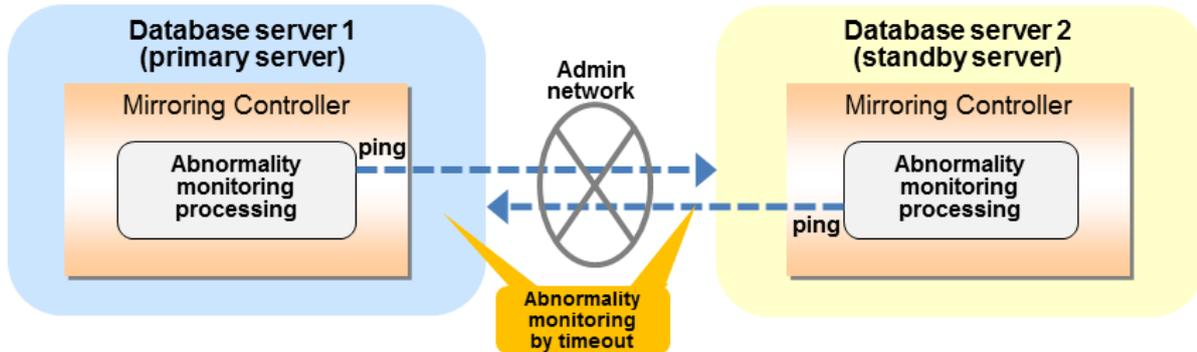 Database server 1
(primary server)
Mirroring Controller
Abnormality
monitoring
processing
ping
Admin
network
Database server 2
(standby server)
Mirroring Controller
Abnormality
monitoring
processing
ping
Abnormality
monitoring
by timeout